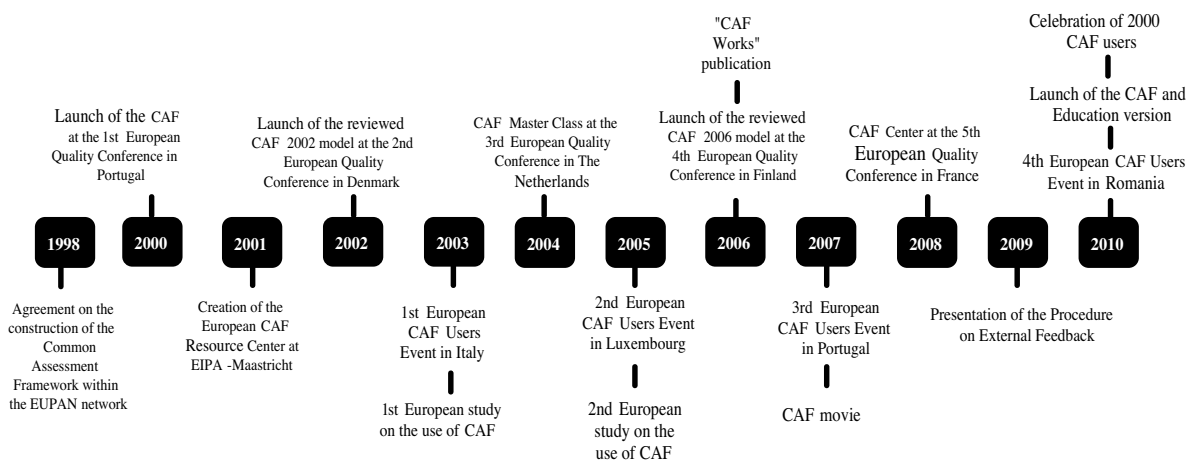 "CAF
Works"
publication
Celebration of 2000
CAF users
Launch of the CAF
at the 1st European
Quality Conference in
Portugal
Launch of the reviewed
CAF 2002 model at the 2nd
European Quality
Conference in Denmark
CAF Master Class at the
3rd European Quality
Conference in The
Netherlands
Launch of the reviewed
CAF 2006 model at the
4th European Quality
Conference in Finland
CAF Center at the 5th
European Quality
Conference in France
Launch of the CAF and
Education version
4th European CAF Users
Event in Romania
1998
2000
2001
2002
2003
2004
2005
2006
2007
2008
2009
2010
Agreement on the
construction of the
Common
Assessment
Framework within
the EUPAN network
Creation of the
European CAF
Resource Center at
EIPA -Maastricht
1st European
CAF Users
Event in Italy
1st European study
on the use of CAF
2nd European
CAF Users Event
in Luxembourg
2nd European
study on the
use of CAF
3rd European
CAF Users Event
in Portugal
CAF movie
Presentation of the Procedure
on External Feedback